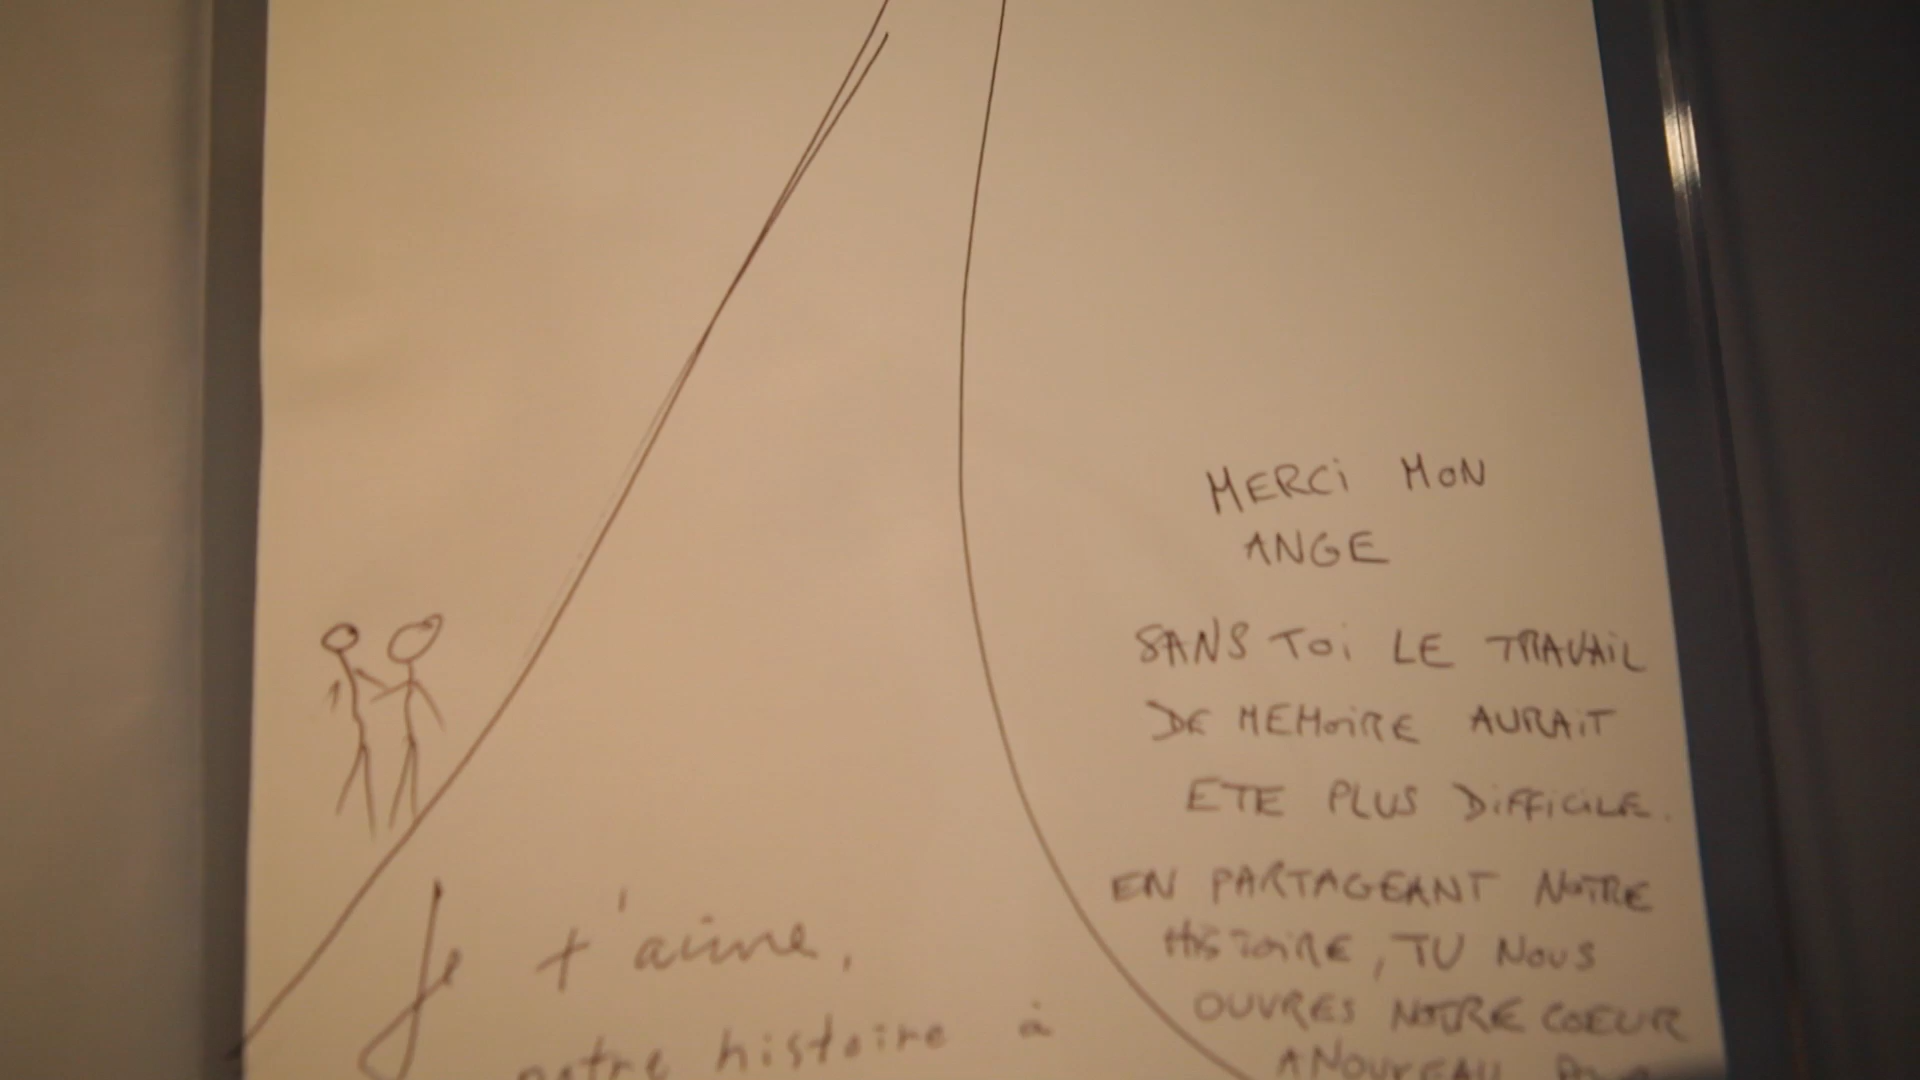 MERCi MON
ANGE
SANS TOi LE TRAVAiL
DE MEMOiRE AURAiT
ETE PLUS DiFFiCiLE.
EN PARTAGEANT NOTRE
HiSTOiRE, TU NOUS
OUVRES NOTRE COEUR
A NOUVEAU
Je t'aime,
notre histoire à